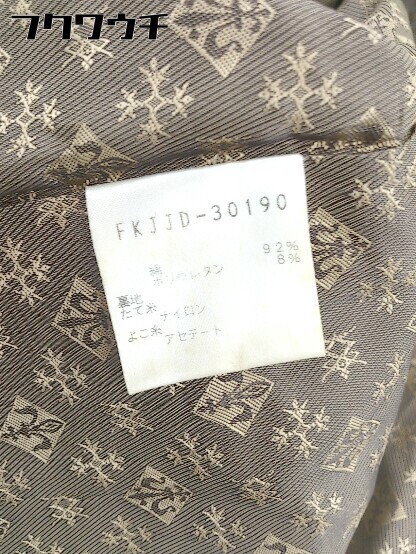 フクワウチ
FKJJD-30190
綿 92%
ポリウレタン 8%
裏地
たて糸 ナイロン
よこ糸 アセテート